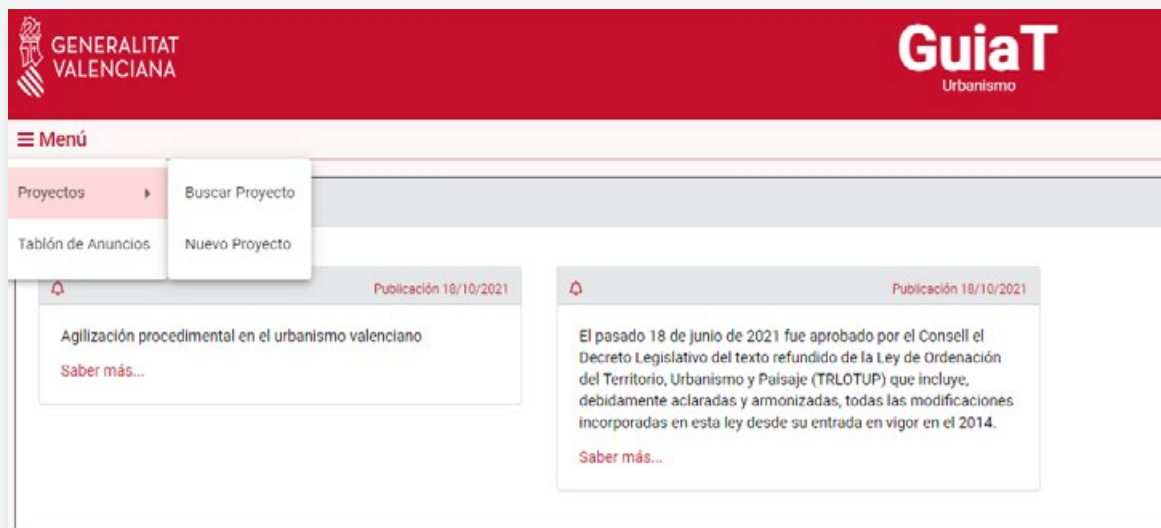 GENERALITAT
VALENCIANA
GuiaT
Urbanismo
Menú
Proyectos
Buscar Proyecto
Tablón de Anuncios
Nuevo Proyecto
Publicación 18/10/2021
Agilización procedimental en el urbanismo valenciano
Saber más...
Publicación 18/10/2021
El pasado 18 de junio de 2021 fue aprobado por el Consell el
Decreto Legislativo del texto refundido de la Ley de Ordenación
del Territorio, Urbanismo y Paisaje (TRLOTUP) que incluye,
debidamente aclaradas y armonizadas, todas las modificaciones
incorporadas en esta ley desde su entrada en vigor en el 2014.
Saber más...